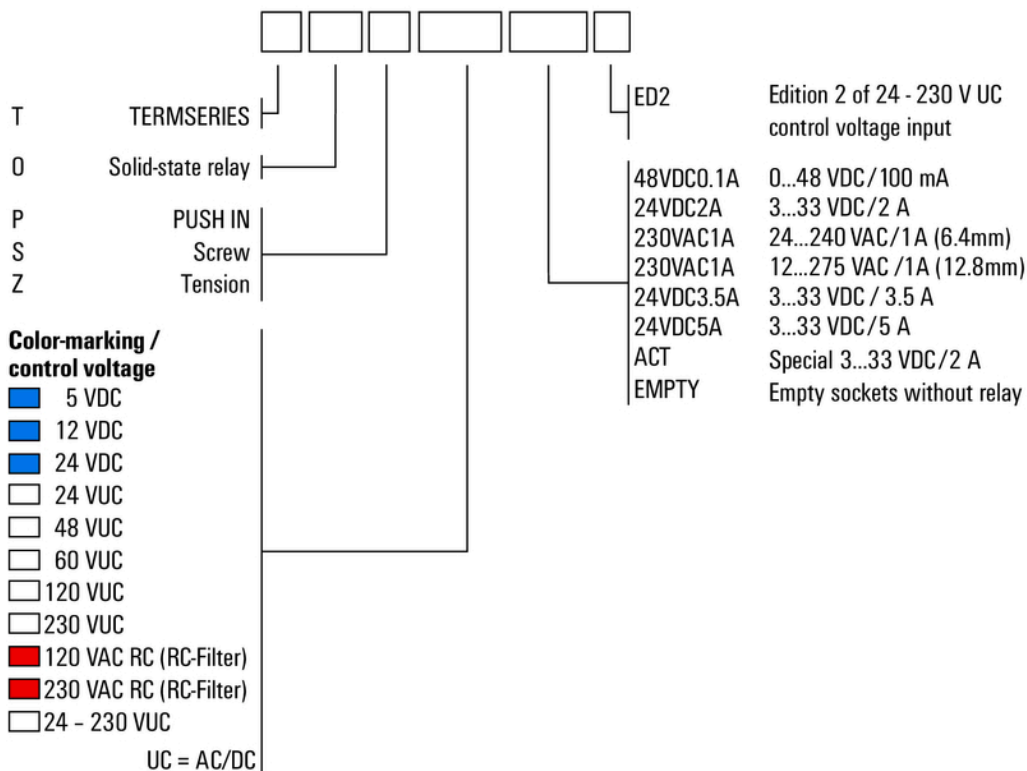 T TERMSERIES
O Solid-state relay
P PUSH IN
S Screw
Z Tension
Color-marking /
control voltage
5 VDC
12 VDC
24 VDC
24 VUC
48 VUC
60 VUC
120 VUC
230 VUC
120 VAC RC (RC-Filter)
230 VAC RC (RC-Filter)
24 – 230 VUC
UC = AC/DC
ED2 Edition 2 of 24 - 230 V UC
control voltage input
48VDC0.1A 0...48 VDC/100 mA
24VDC2A 3...33 VDC/2 A
230VAC1A 24...240 VAC/1A (6.4mm)
230VAC1A 12...275 VAC /1A (12.8mm)
24VDC3.5A 3...33 VDC / 3.5 A
24VDC5A 3...33 VDC/5 A
ACT Special 3...33 VDC/2 A
EMPTY Empty sockets without relay